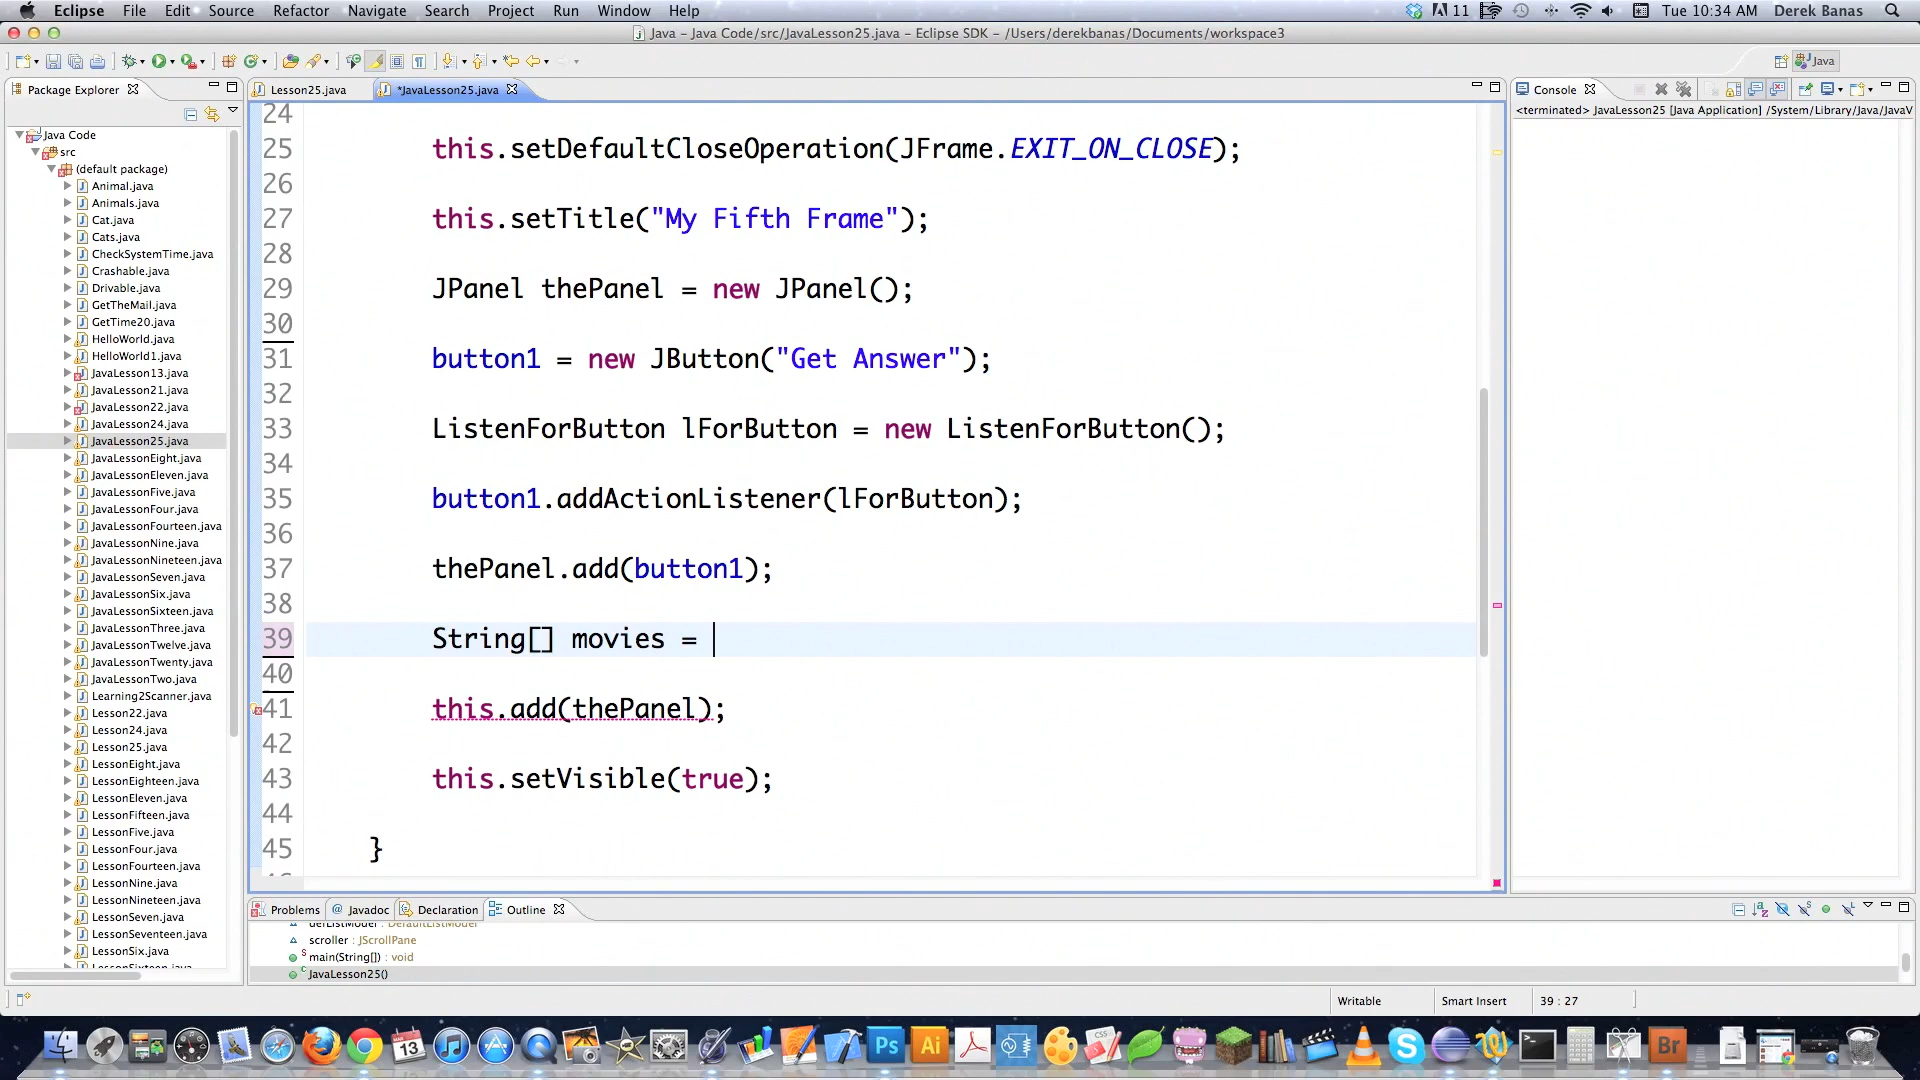 Eclipse File Edit Source Refactor Navigate Search Project Run Window Help 11 Tue 10:34 AM Derek Banas
Java – Java Code/src/JavaLesson25.java – Eclipse SDK – /Users/derekbanas/Documents/workspace3
Java
Package Explorer
Java Code
src
(default package)
Animal.java
Animals.java
Cat.java
Cats.java
CheckSystemTime.java
Crashable.java
Drivable.java
GetTheMail.java
GetTime20.java
HelloWorld.java
HelloWorld1.java
JavaLesson13.java
JavaLesson21.java
JavaLesson22.java
JavaLesson24.java
JavaLesson25.java
JavaLessonEight.java
JavaLessonEleven.java
JavaLessonFive.java
JavaLessonFour.java
JavaLessonFourteen.java
JavaLessonNine.java
JavaLessonNineteen.java
JavaLessonSeven.java
JavaLessonSix.java
JavaLessonSixteen.java
JavaLessonThree.java
JavaLessonTwelve.java
JavaLessonTwenty.java
JavaLessonTwo.java
Learning2Scanner.java
Lesson22.java
Lesson24.java
Lesson25.java
LessonEight.java
LessonEighteen.java
LessonEleven.java
LessonFifteen.java
LessonFive.java
LessonFour.java
LessonFourteen.java
LessonNine.java
LessonNineteen.java
LessonSeven.java
LessonSeventeen.java
LessonSix.java
LessonSixteen.java
Lesson25.java *JavaLesson25.java
24
25 this.setDefaultCloseOperation(JFrame.EXIT_ON_CLOSE);
26
27 this.setTitle("My Fifth Frame");
28
29 JPanel thePanel = new JPanel();
30
31 button1 = new JButton("Get Answer");
32
33 ListenForButton lForButton = new ListenForButton();
34
35 button1.addActionListener(lForButton);
36
37 thePanel.add(button1);
38
39 String[] movies =
40
41 this.add(thePanel);
42
43 this.setVisible(true);
44
45 }
Console
<terminated> JavaLesson25 [Java Application] /System/Library/Java/JavaV
Problems @ Javadoc Declaration Outline
defListModel : DefaultListModel
scroller : JScrollPane
main(String[]) : void
JavaLesson25()
Writable Smart Insert 39 : 27
MAR
13
Ps
Ai
CSS
Br